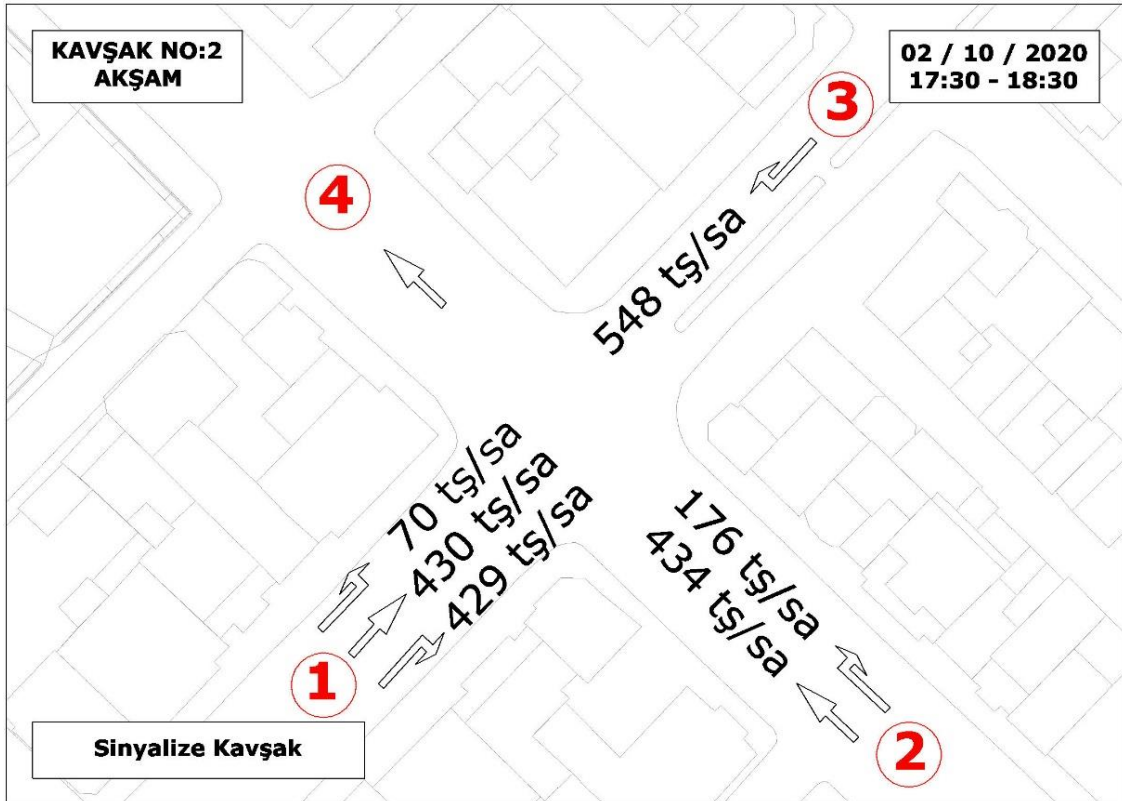 KAVŞAK NO:2
AKŞAM
02 / 10 / 2020
17:30 - 18:30
3
4
548 tş/sa
70 tş/sa
430 tş/sa
429 tş/sa
176 tş/sa
434 tş/sa
1
2
Sinyalize Kavşak